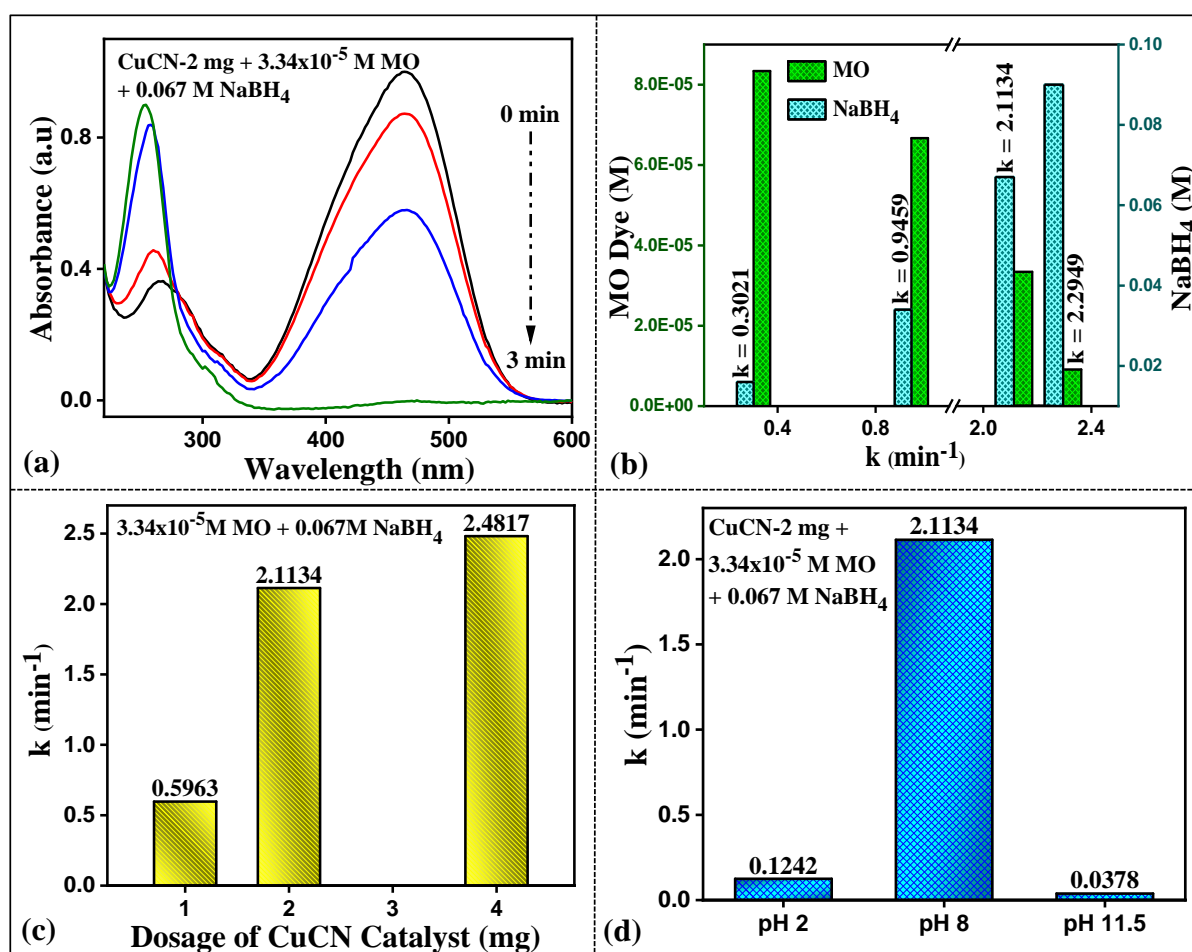 CuCN-2 mg + 3.34x10⁻⁵ M MO
+ 0.067 M NaBH₄
0 min
3 min
0.8
0.4
0.0
Absorbance (a.u)
300
400
500
600
Wavelength (nm)
(a)
MO
NaBH₄
k = 0.3021
k = 0.9459
k = 2.1134
k = 2.2949
8.0E-05
6.0E-05
4.0E-05
2.0E-05
0.0E+00
MO Dye (M)
0.10
0.08
0.06
0.04
0.02
NaBH₄ (M)
0.4
0.8
2.0
2.4
k (min⁻¹)
(b)
3.34x10⁻⁵M MO + 0.067M NaBH₄
0.5963
2.1134
2.4817
2.5
2.0
1.5
1.0
0.5
0.0
k (min⁻¹)
1
2
3
4
Dosage of CuCN Catalyst (mg)
(c)
CuCN-2 mg +
3.34x10⁻⁵ M MO
+ 0.067 M NaBH₄
0.1242
2.1134
0.0378
2.0
1.5
1.0
0.5
0.0
k (min⁻¹)
pH 2
pH 8
pH 11.5
(d)